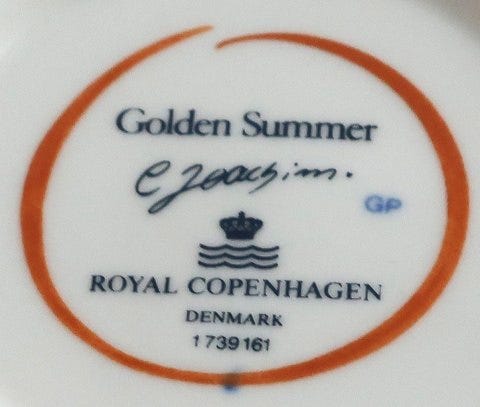 Golden Summer
C Joachim.
GP
ROYAL COPENHAGEN
DENMARK
1739161